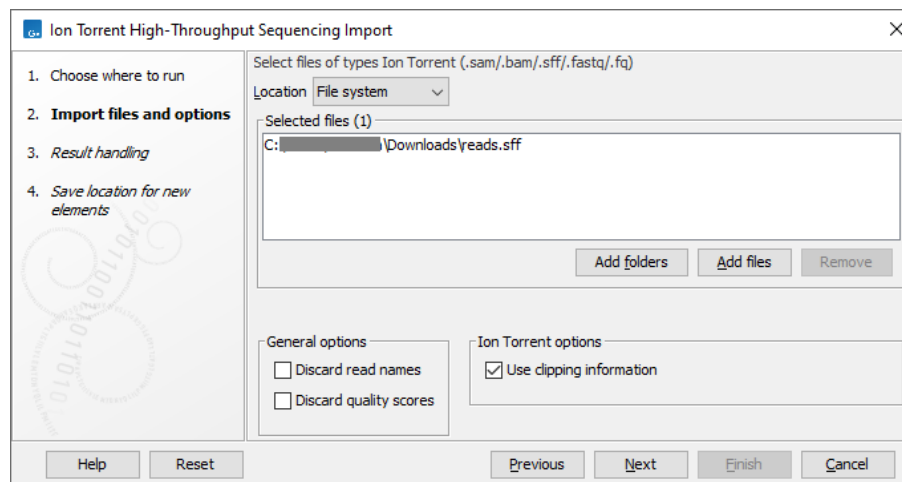 Ion Torrent High-Throughput Sequencing Import
1. Choose where to run
2. Import files and options
3. Result handling
4. Save location for new
elements
Select files of types Ion Torrent (.sam/.bam/.sff/.fastq/.fq)
Location File system
Selected files (1)
C:\Downloads\reads.sff
Add folders Add files Remove
General options
Discard read names
Discard quality scores
Ion Torrent options
Use clipping information
Help Reset Previous Next Finish Cancel